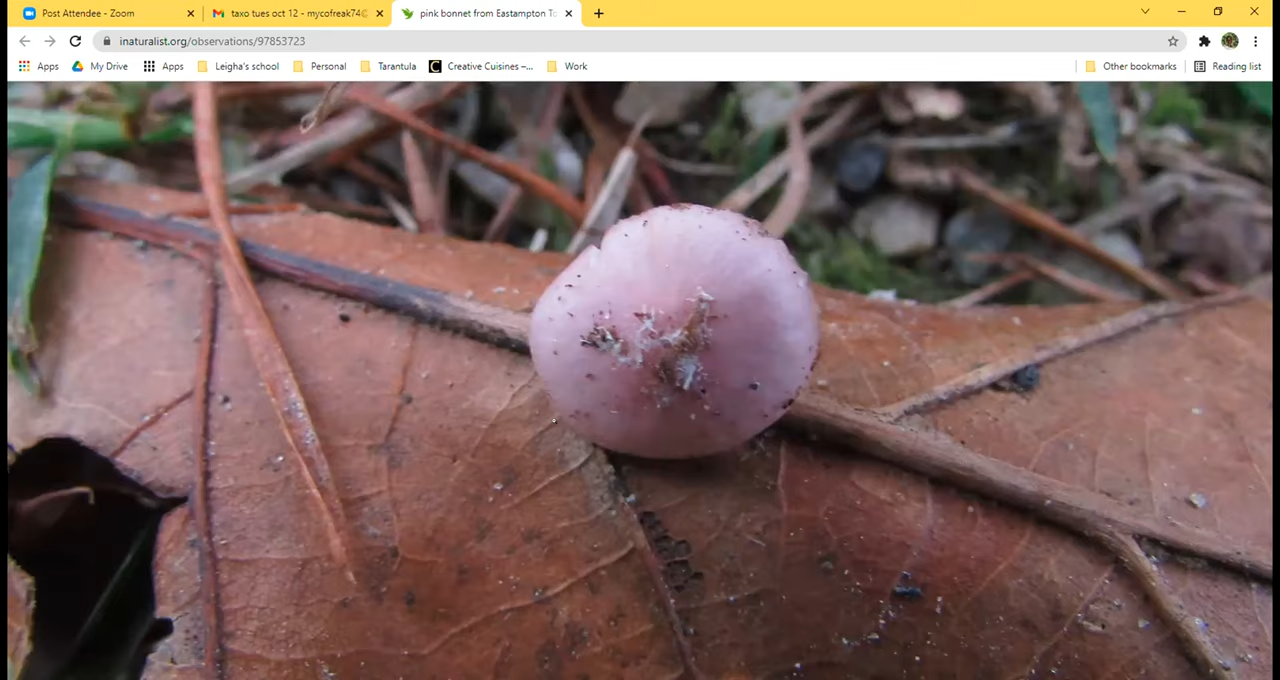 Post Attendee - Zoom
taxo tues oct 12 - mycofreak74@
pink bonnet from Eastampton To
inaturalist.org/observations/97853723
Apps
My Drive
Apps
Leigha's school
Personal
Tarantula
Creative Cuisines –...
Work
Other bookmarks
Reading list